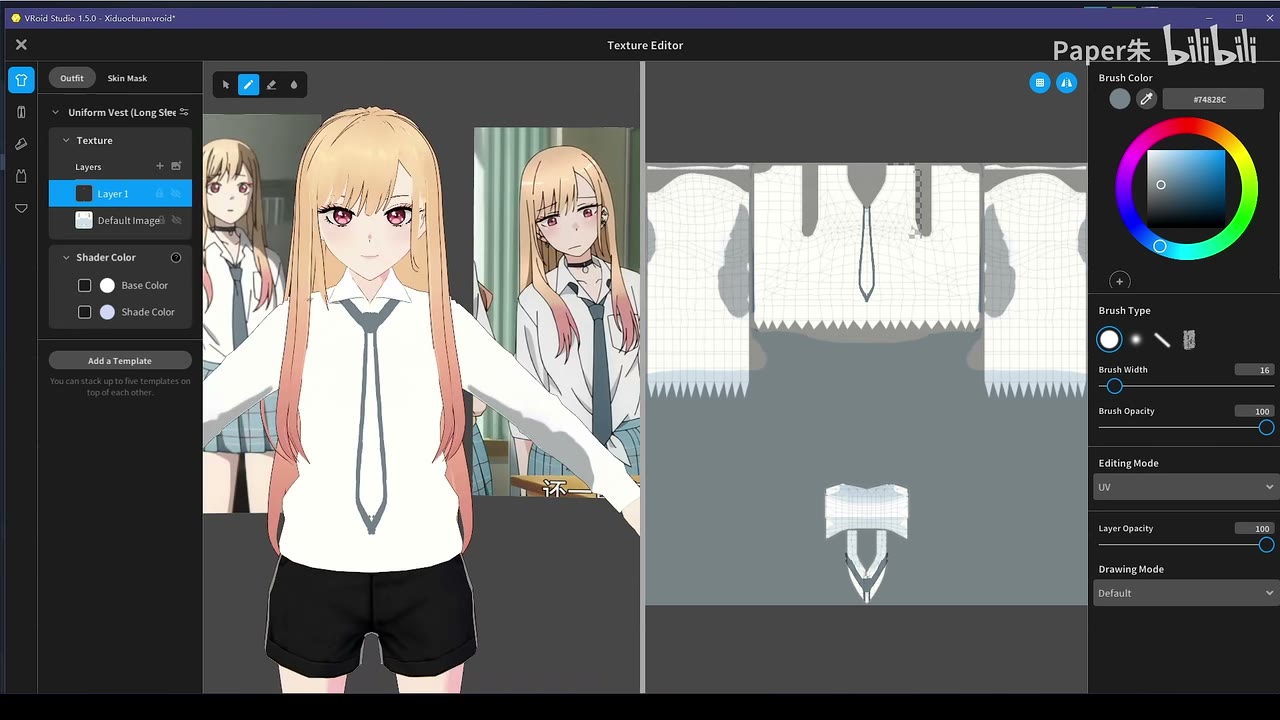 VRoid Studio 1.5.0 - Xiduochuan.vroid*
Texture Editor
Paper朱 bilibili
Outfit
Skin Mask
Uniform Vest (Long Slee
Texture
Layers
Layer 1
Default Image
Shader Color
Base Color
Shade Color
Add a Template
You can stack up to five templates on
top of each other.
还一
Brush Color
#74828C
Brush Type
Brush Width
16
Brush Opacity
100
Editing Mode
UV
Layer Opacity
100
Drawing Mode
Default